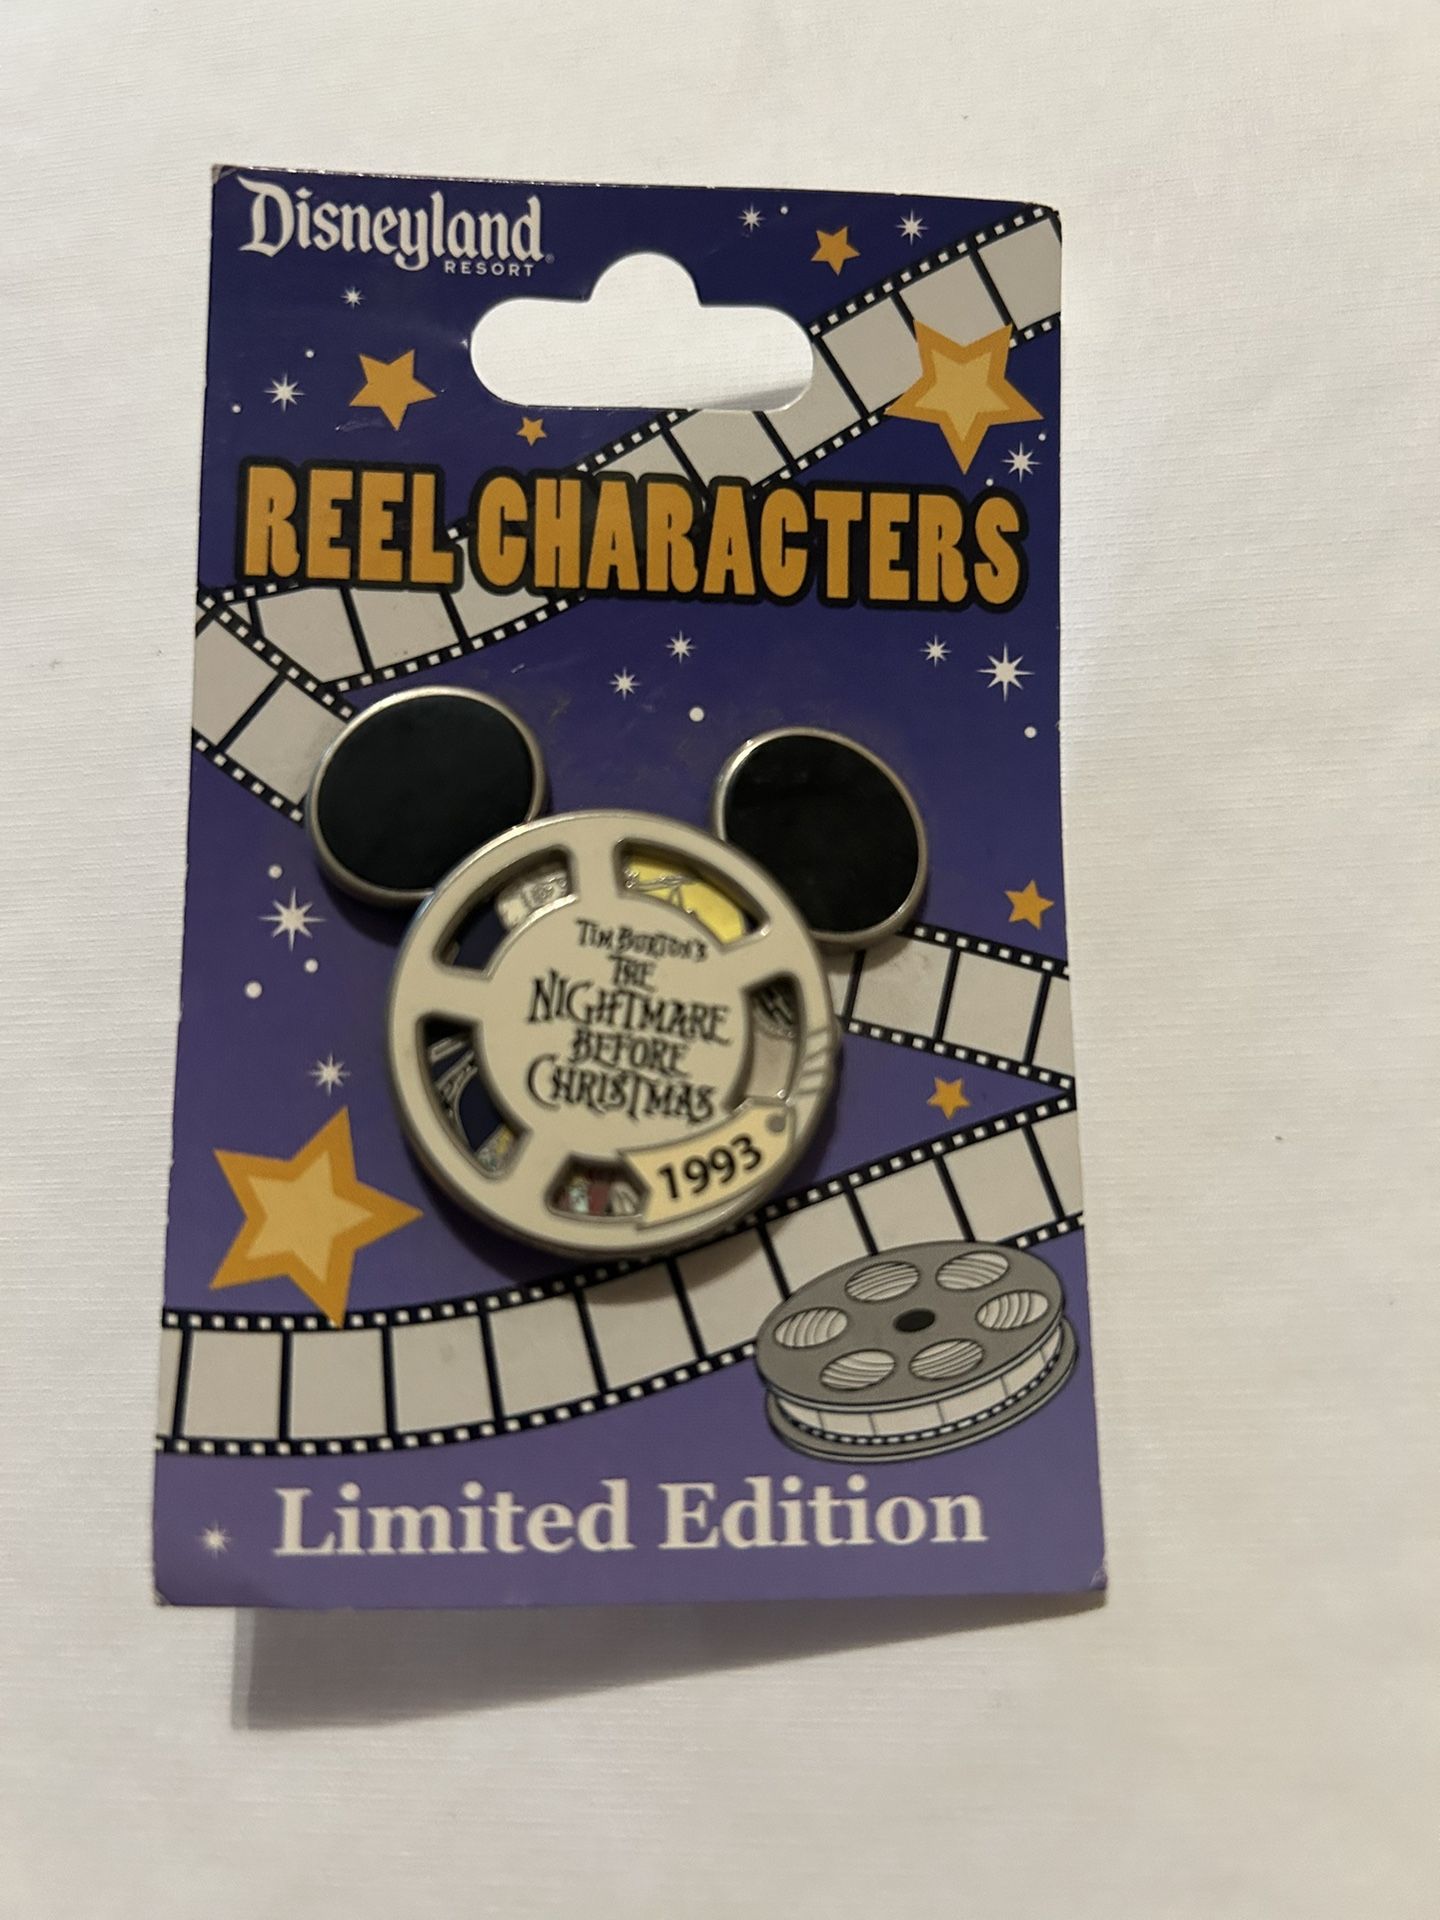 Disneyland
RESORT
REEL CHARACTERS
TIM BURTON'S
THE
NIGHTMARE
BEFORE
CHRISTMAS
1993
Limited Edition